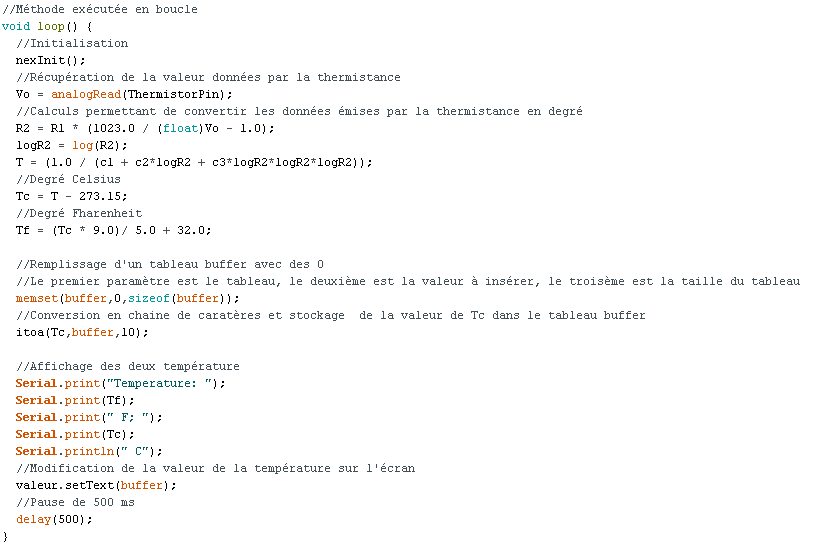 //Méthode exécutée en boucle
void loop() {
  //Initialisation
  nexInit();
  //Récupération de la valeur données par la thermistance
  Vo = analogRead(ThermistorPin);
  //Calculs permettant de convertir les données émises par la thermistance en degré
  R2 = R1 * (1023.0 / (float)Vo - 1.0);
  logR2 = log(R2);
  T = (1.0 / (c1 + c2*logR2 + c3*logR2*logR2*logR2));
  //Degré Celsius
  Tc = T - 273.15;
  //Degré Fharenheit
  Tf = (Tc * 9.0)/ 5.0 + 32.0;

  //Remplissage d'un tableau buffer avec des 0
  //Le premier paramètre est le tableau, le deuxième est la valeur à insérer, le troisème est la taille du tableau
  memset(buffer,0,sizeof(buffer));
  //Conversion en chaine de caratères et stockage  de la valeur de Tc dans le tableau buffer
  itoa(Tc,buffer,10);

  //Affichage des deux température
  Serial.print("Temperature: ");
  Serial.print(Tf);
  Serial.print(" F; ");
  Serial.print(Tc);
  Serial.println(" C");
  //Modification de la valeur de la température sur l'écran
  valeur.setText(buffer);
  //Pause de 500 ms
  delay(500);
}